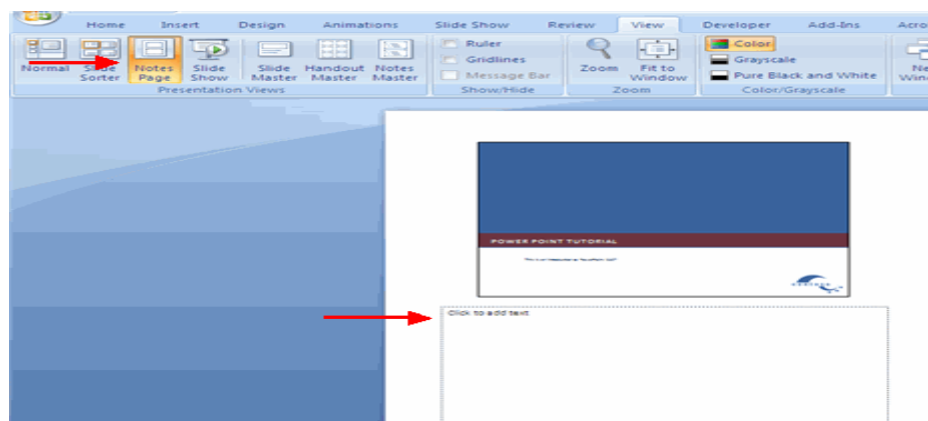 Home Insert Design Animations Slide Show Review View Developer Add-Ins Acro
Normal Slide Sorter Notes Page Slide Show Slide Master Handout Master Notes Master
Presentation Views
Ruler
Gridlines
Message Bar
Show/Hide
Zoom Fit to Window
Zoom
Color
Grayscale
Pure Black and White
Color/Grayscale
POWER POINT TUTORIAL
Click to add text